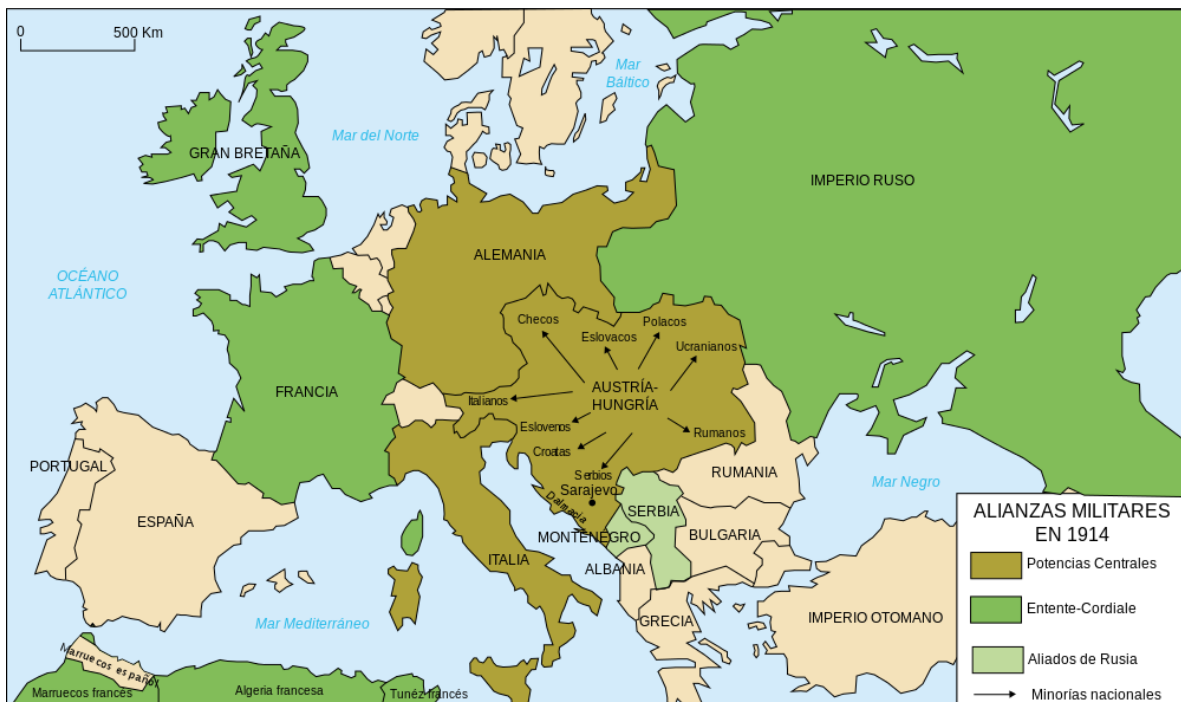 0 500 Km
Mar
Báltico
Mar del Norte
GRAN BRETAÑA
IMPERIO RUSO
ALEMANIA
OCÉANO
ATLÁNTICO
Checos
Polacos
Eslovacos
Ucranianos
FRANCIA
AUSTRÍA-
HUNGRÍA
Italianos
Eslovenos
Rumanos
Croatas
PORTUGAL
Serbios
RUMANIA
Mar Negro
Sarajevo
Dalmacia
SERBIA
ESPAÑA
MONTENEGRO
BULGARIA
ITALIA
ALBANIA
IMPERIO OTOMANO
GRECIA
Mar Mediterráneo
Marruecos español
Marruecos francés
Algeria francesa
Tunéz francés
ALIANZAS MILITARES
EN 1914
Potencias Centrales
Entente-Cordiale
Aliados de Rusia
Minorías nacionales